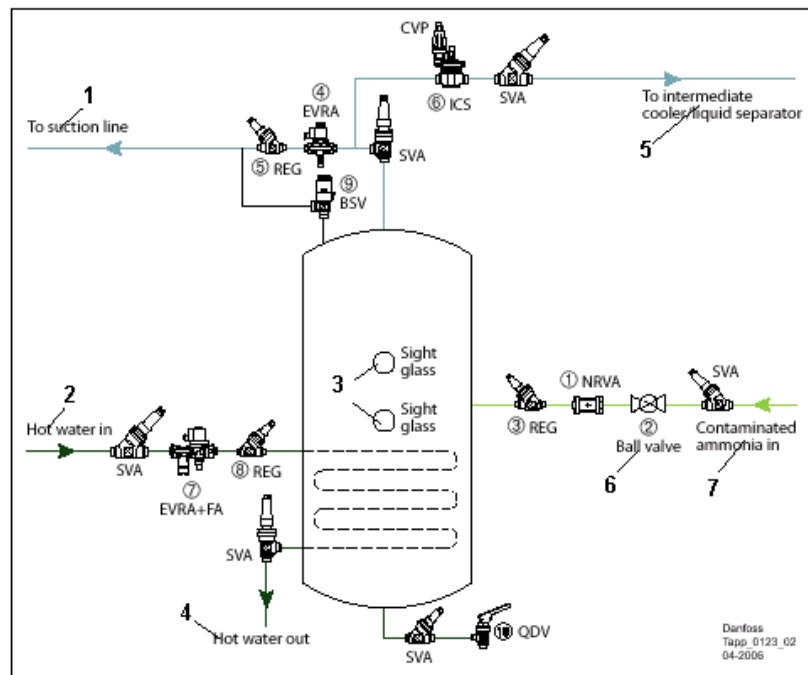 CVP
1
④
EVRA
⑥ ICS
SVA
To suction line
To intermediate
cooler/liquid separator
⑤ REG
SVA
5
⑨
BSV
3
Sight
glass
Sight
glass
① NRVA
SVA
2
Hot water in
③ REG
②
Ball valve
Contaminated
ammonia in
SVA
⑧ REG
6
7
⑦
EVRA+FA
SVA
4
Hot water out
⑩ QDV
SVA
Danfoss
Tapp_0123_02
04-2006